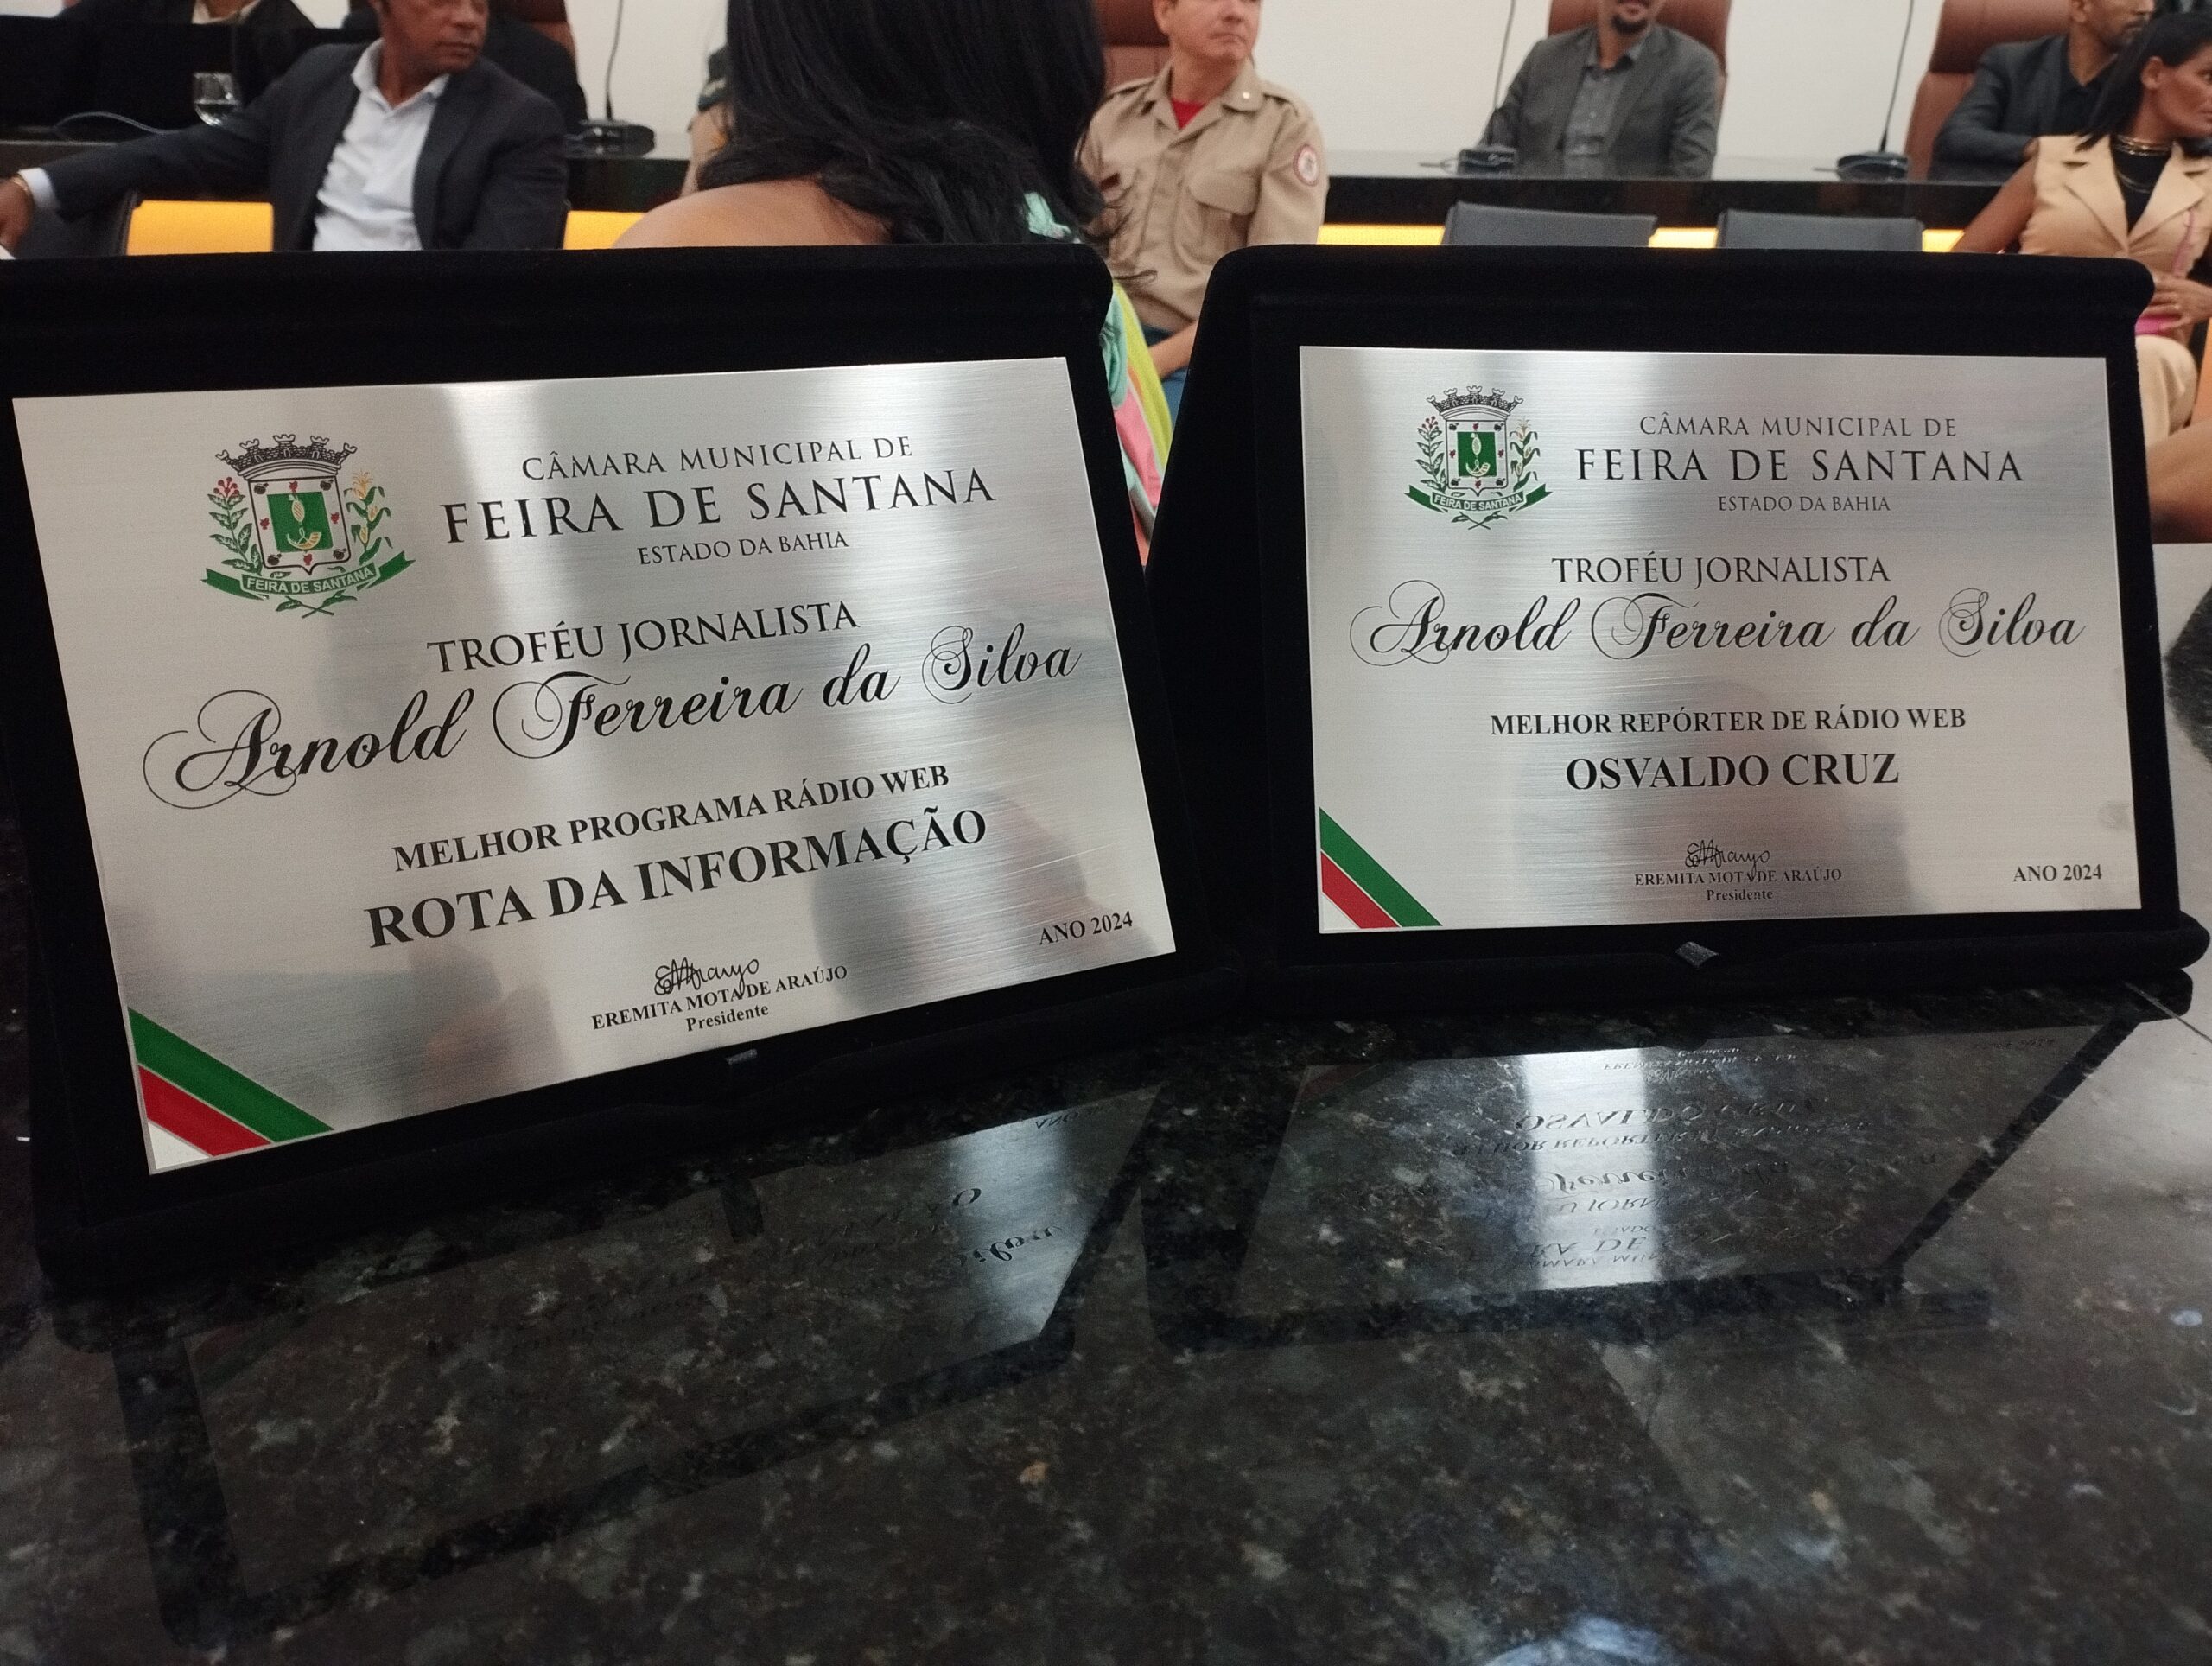 CÂMARA MUNICIPAL DE
FEIRA DE SANTANA
ESTADO DA BAHIA
FEIRA DE SANTANA
TROFÉU JORNALISTA
Arnold Ferreira da Silva
MELHOR PROGRAMA RÁDIO WEB
ROTA DA INFORMAÇÃO
ANO 2024
EREMITA MOTA DE ARAÚJO
Presidente
CÂMARA MUNICIPAL DE
FEIRA DE SANTANA
ESTADO DA BAHIA
FEIRA DE SANTANA
TROFÉU JORNALISTA
Arnold Ferreira da Silva
MELHOR REPÓRTER DE RÁDIO WEB
OSVALDO CRUZ
EREMITA MOTA DE ARAÚJO
Presidente
ANO 2024